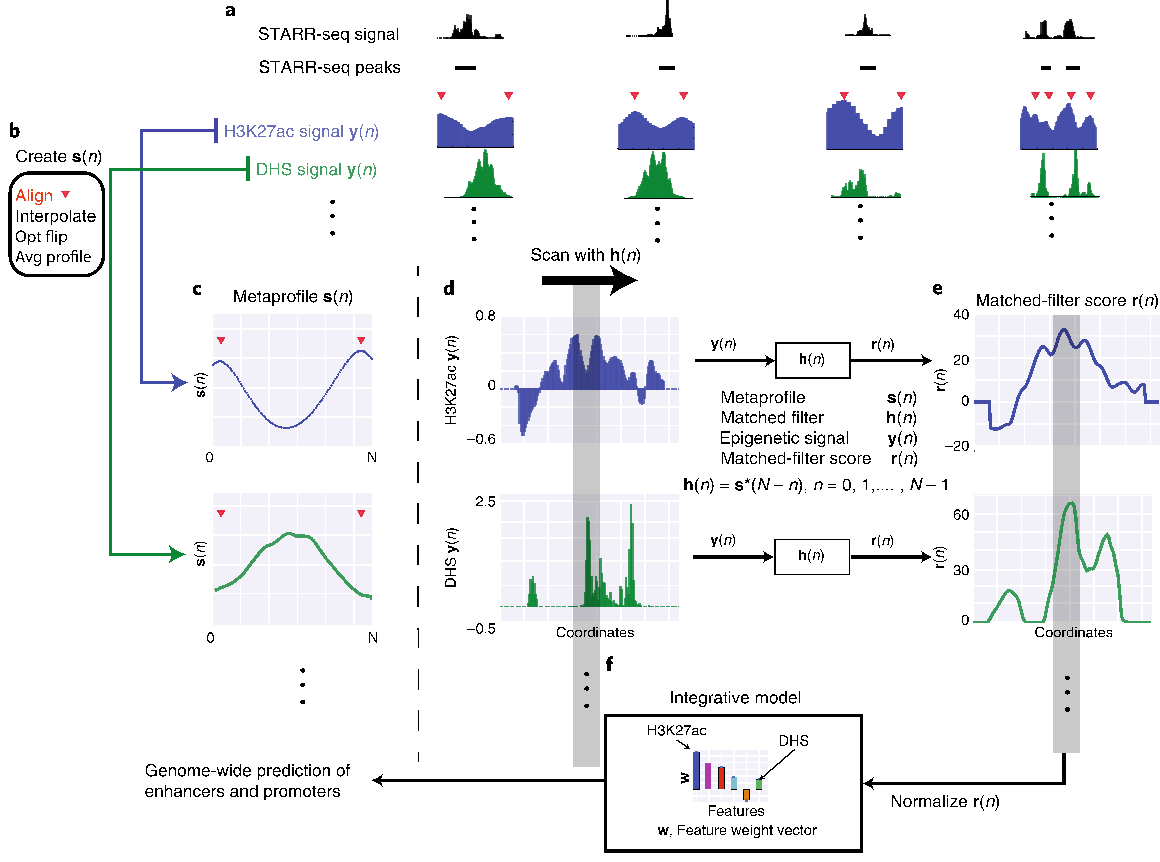 a
STARR-seq signal
STARR-seq peaks
b
H3K27ac signal y(n)
Create s(n)
DHS signal y(n)
Align
Interpolate
Opt flip
Avg profile
Scan with h(n)
c
Metaprofile s(n)
s(n)
0 N
s(n)
0 N
d
0.8
H3K27ac y(n)
0
−0.6
2.5
DHS y(n)
−0.5
Coordinates
y(n) h(n) r(n)
Metaprofile s(n)
Matched filter h(n)
Epigenetic signal y(n)
Matched-filter score r(n)
h(n) = s*(N − n), n = 0, 1,.... , N − 1
y(n) h(n) r(n)
e
Matched-filter score r(n)
40
20
r(n)
0
−20
60
r(n)
30
0
Coordinates
f
Integrative model
H3K27ac
DHS
w
Features
w, Feature weight vector
Normalize r(n)
Genome-wide prediction of
enhancers and promoters